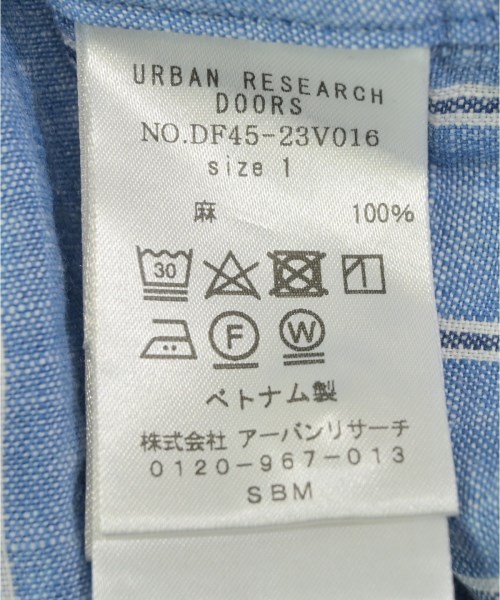 URBAN RESEARCH
DOORS
NO.DF45-23V016
size 1
麻 100%
30
F W
ベトナム製
株式会社 アーバンリサーチ
0120-967-013
SBM